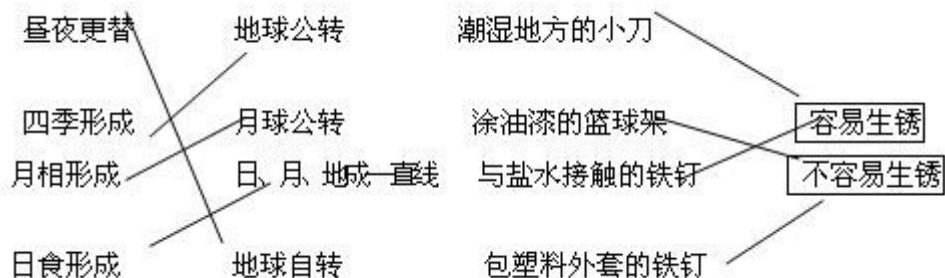 昼夜更替 地球公转 潮湿地方的小刀
四季形成 月球公转 涂油漆的篮球架 容易生锈
月相形成 日、月、地成一直线 与盐水接触的铁钉 不容易生锈
日食形成 地球自转 包塑料外套的铁钉